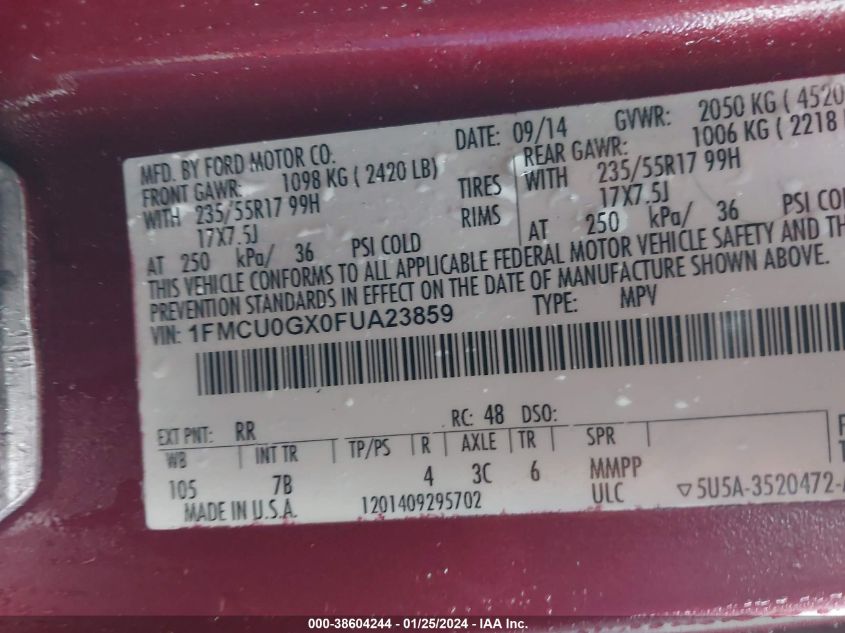 MFD. BY FORD MOTOR CO. DATE: 09/14 GVWR: 2050 KG ( 4520
FRONT GAWR: 1098 KG ( 2420 LB) REAR GAWR: 1006 KG ( 2218
WITH 235/55R17 99H TIRES WITH 235/55R17 99H
17X7.5J RIMS 17X7.5J
AT 250 kPa/ 36 PSI COLD AT 250 kPa/ 36 PSI
THIS VEHICLE CONFORMS TO ALL APPLICABLE FEDERAL MOTOR VEHICLE SAFETY AND
PREVENTION STANDARDS IN EFFECT ON THE DATE OF MANUFACTURE SHOWN ABOVE.
VIN: 1FMCU0GX0FUA23859 TYPE: MPV
EXT PNT: RR RC: 48 DSO:
WB INT TR TP/PS R AXLE TR SPR
105 7B 4 3C 6 MMPP
MADE IN U.S.A. 1201409295702 ULC ▽5U5A-3520472-
000-38604244 / 01/25/2024 - IAA Inc.